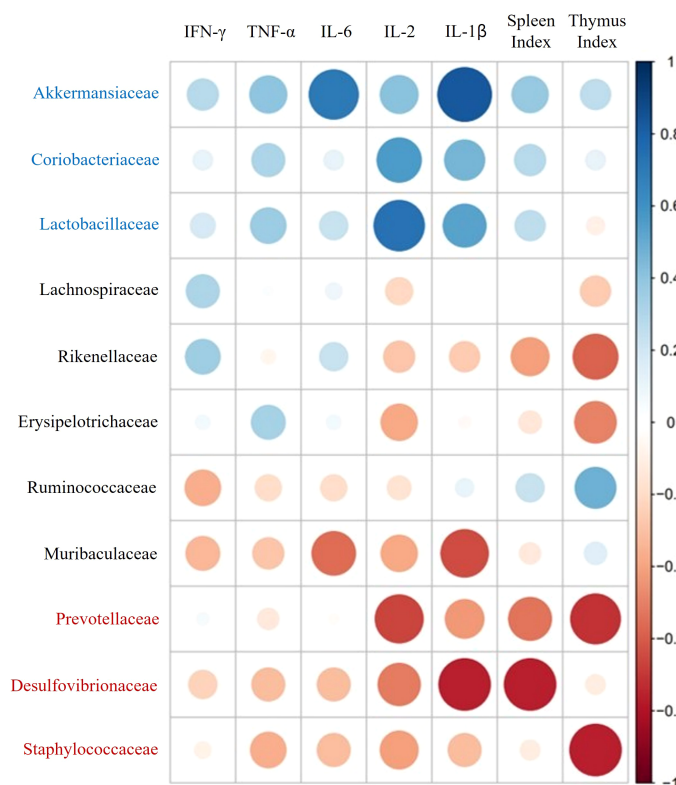 IFN-γ TNF-α IL-6 IL-2 IL-1β Spleen Index Thymus Index
Akkermansiaceae
Coriobacteriaceae
Lactobacillaceae
Lachnospiraceae
Rikenellaceae
Erysipelotrichaceae
Ruminococcaceae
Muribaculaceae
Prevotellaceae
Desulfovibrionaceae
Staphylococcaceae
1
0.8
0.6
0.4
0.2
0